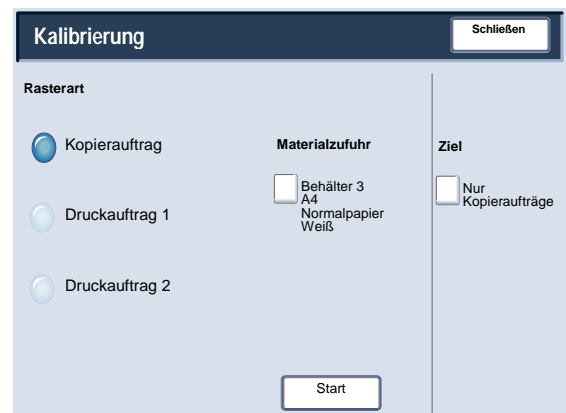 Kalibrierung
Schließen
Rasterart
Kopierauftrag
Druckauftrag 1
Druckauftrag 2
Materialzufuhr
Behälter 3
A4
Normalpapier
Weiß
Start
Ziel
Nur
Kopieraufträge